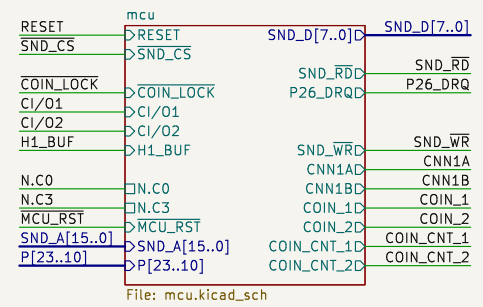 mcu
RESET RESET SND_D[7..0] SND_D[7..0]
SND_CS SND_CS
SND_RD SND_RD
COIN_LOCK COIN_LOCK P26_DRQ P26_DRQ
CI/O1 CI/O1
CI/O2 CI/O2
H1_BUF H1_BUF SND_WR SND_WR
CNN1A CNN1A
N.C0 N.C0 CNN1B CNN1B
N.C3 N.C3 COIN_1 COIN_1
MCU_RST MCU_RST COIN_2 COIN_2
SND_A[15..0] SND_A[15..0] COIN_CNT_1 COIN_CNT_1
P[23..10] P[23..10] COIN_CNT_2 COIN_CNT_2
File: mcu.kicad_sch